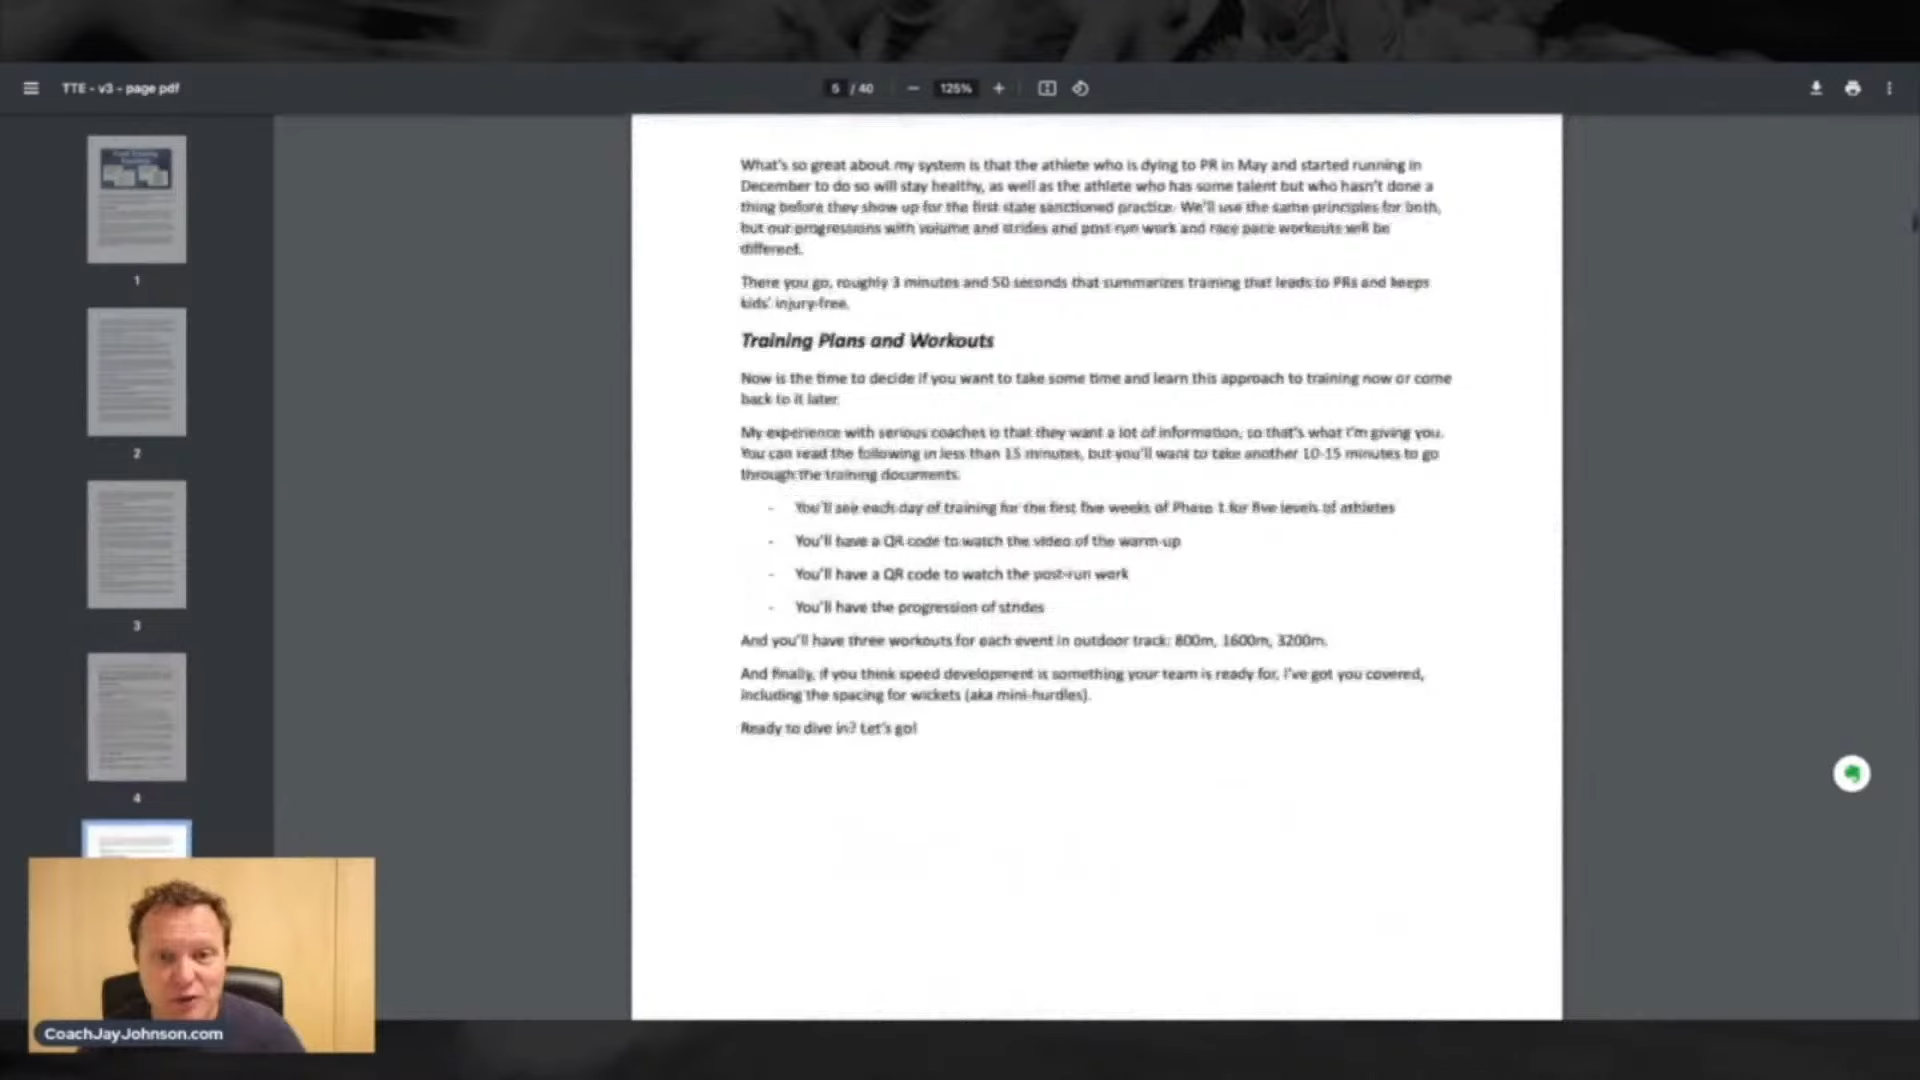 TTE - v3 - page pdf
5 / 40
125%
What's so great about my system is that the athlete who is dying to PR in May and started running in
December to do so will stay healthy, as well as the athlete who has some talent but who hasn't done a
thing before they show up for the first state sanctioned practice. We'll use the same principles for both,
but our progressions with volume and strides and post run work and race pace workouts will be
different.
There you go, roughly 3 minutes and 50 seconds that summarizes training that leads to PRs and keeps
kids' injury-free.
Training Plans and Workouts
Now is the time to decide if you want to take some time and learn this approach to training now or come
back to it later.
My experience with serious coaches is that they want a lot of information, so that's what I'm giving you.
You can read the following in less than 15 minutes, but you'll want to take another 10-15 minutes to go
through the training documents.
- You'll see each day of training for the first five weeks of Phase 1 for five levels of athletes
- You'll have a QR code to watch the video of the warm-up
- You'll have a QR code to watch the post-run work
- You'll have the progression of strides
And you'll have three workouts for each event in outdoor track: 800m, 1600m, 3200m.
And finally, if you think speed development is something your team is ready for, I've got you covered,
including the spacing for wickets (aka mini-hurdles).
Ready to dive in? Let's go!
1
2
3
4
CoachJayJohnson.com